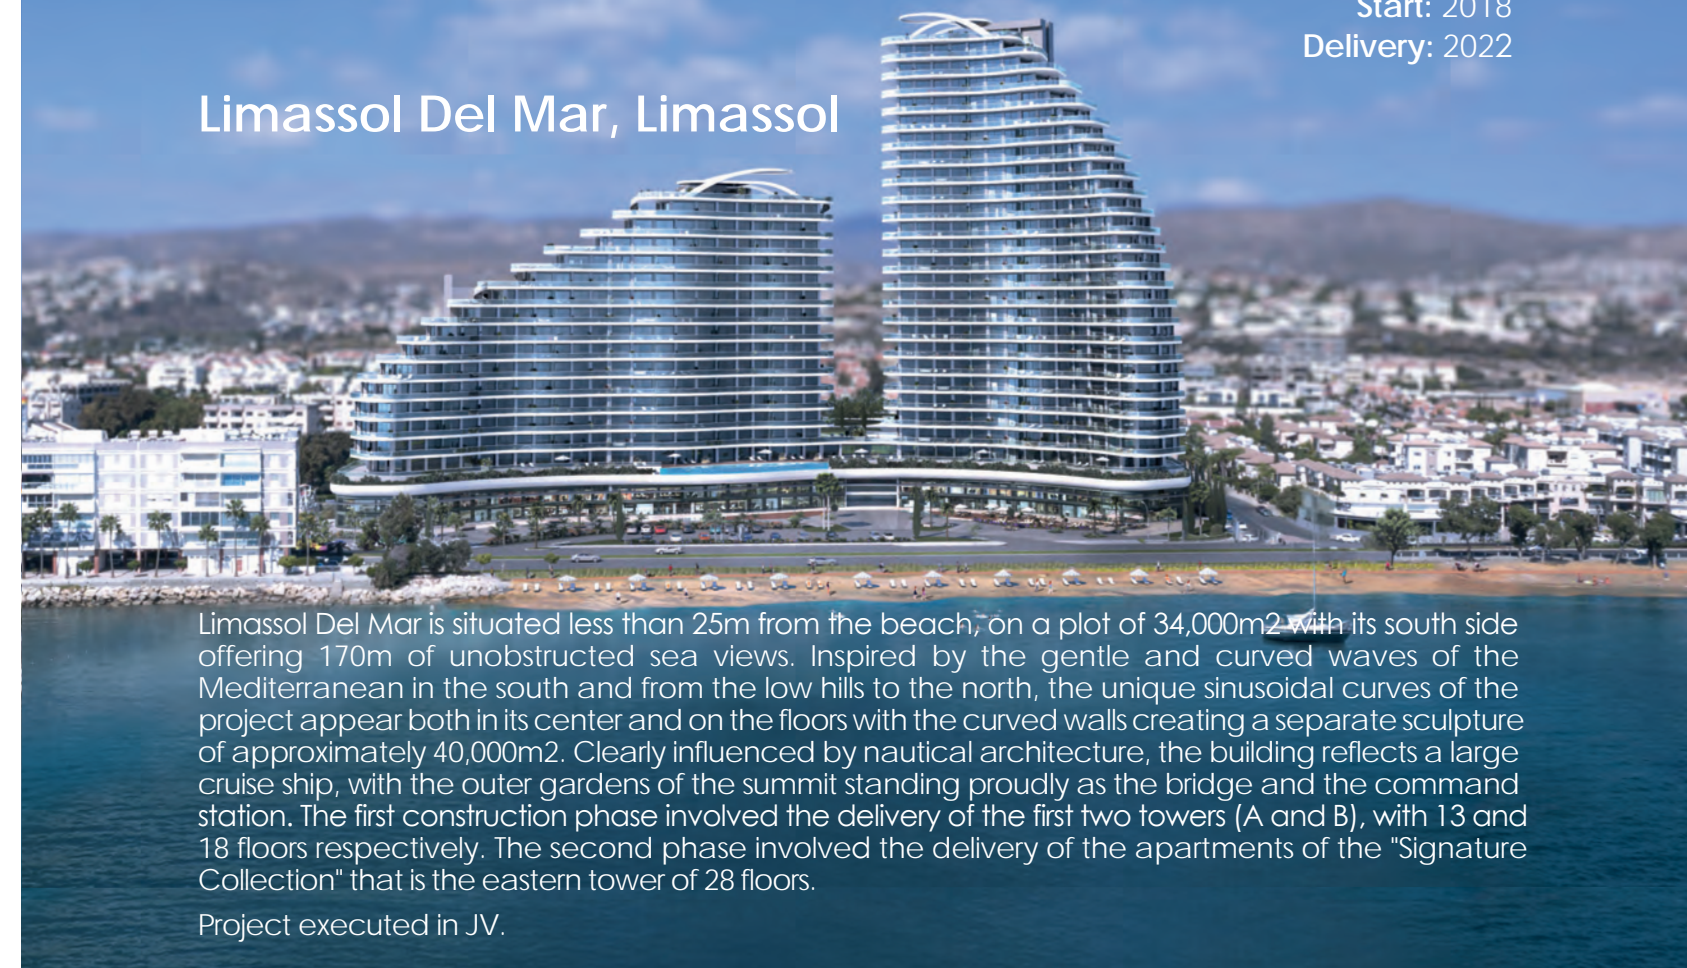 Start: 2018
Delivery: 2022
Limassol Del Mar, Limassol
Limassol Del Mar is situated less than 25m from the beach, on a plot of 34,000m2 with its south side
offering 170m of unobstructed sea views. Inspired by the gentle and curved waves of the
Mediterranean in the south and from the low hills to the north, the unique sinusoidal curves of the
project appear both in its center and on the floors with the curved walls creating a separate sculpture
of approximately 40,000m2. Clearly influenced by nautical architecture, the building reflects a large
cruise ship, with the outer gardens of the summit standing proudly as the bridge and the command
station. The first construction phase involved the delivery of the first two towers (A and B), with 13 and
18 floors respectively. The second phase involved the delivery of the apartments of the "Signature
Collection" that is the eastern tower of 28 floors.
Project executed in JV.